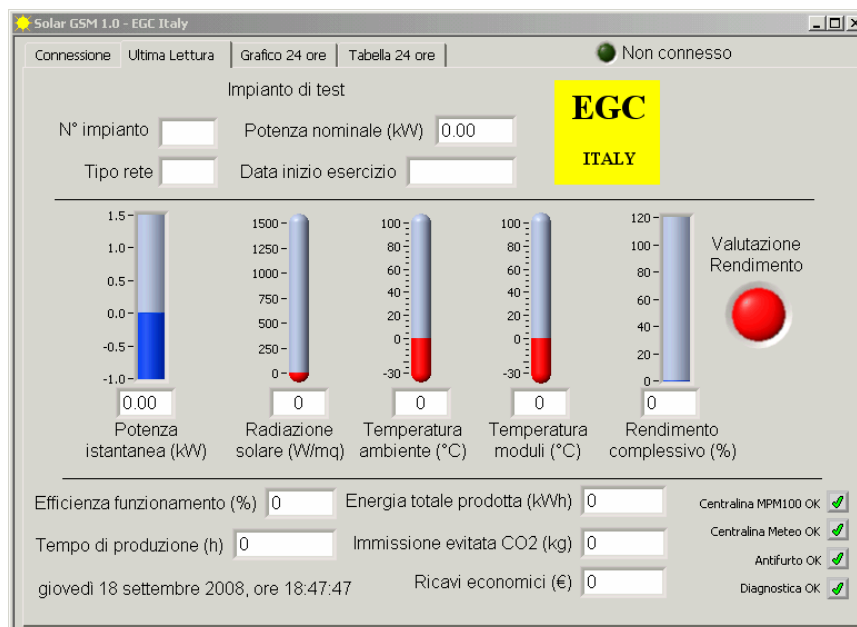 Solar GSM 1.0 - EGC Italy
Connessione
Ultima Lettura
Grafico 24 ore
Tabella 24 ore
Non connesso
Impianto di test
EGC
ITALY
N° impianto
Potenza nominale (kW) 0.00
Tipo rete
Data inizio esercizio
1.5
1.0
0.5
0.0
-0.5
-1.0
0.00
Potenza
istantanea (kW)
1500
1250
1000
750
500
250
0
0
Radiazione
solare (W/mq)
100
80
60
40
20
0
-30
0
Temperatura
ambiente (°C)
100
80
60
40
20
0
-30
0
Temperatura
moduli (°C)
120
100
80
60
40
20
0
0
Rendimento
complessivo (%)
Valutazione
Rendimento
Efficienza funzionamento (%) 0
Energia totale prodotta (kWh) 0
Centralina MPM100 OK
Tempo di produzione (h) 0
Immissione evitata CO2 (kg) 0
Centralina Meteo OK
Antifurto OK
giovedì 18 settembre 2008, ore 18:47:47
Ricavi economici (€) 0
Diagnostica OK